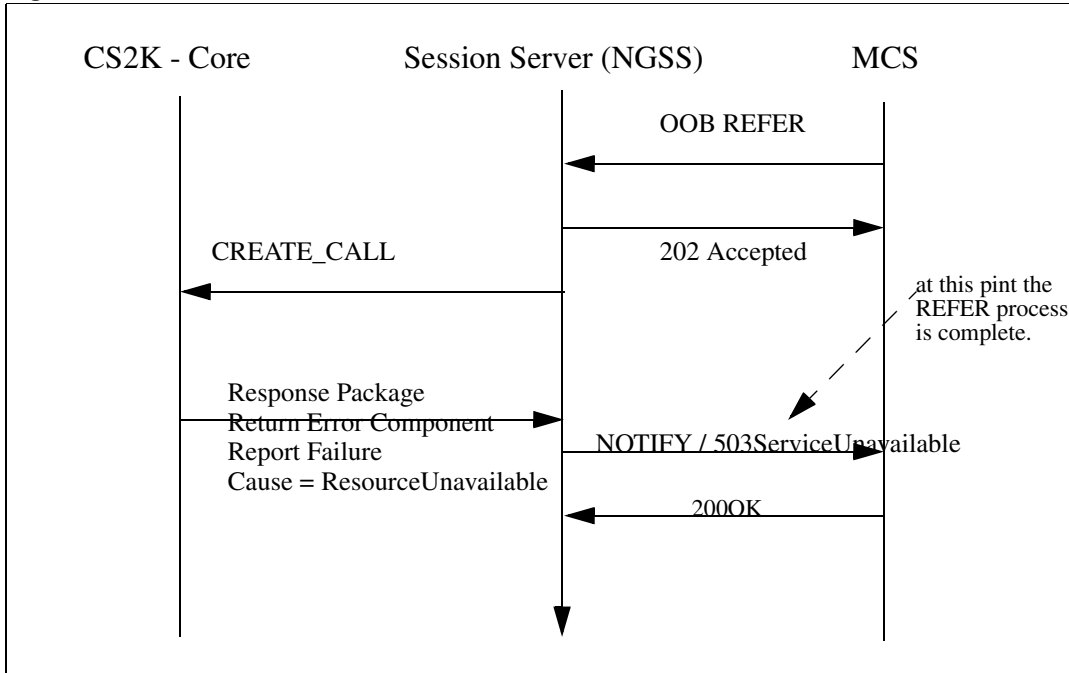 CS2K - Core
Session Server (NGSS)
MCS
OOB REFER
202 Accepted
CREATE_CALL
at this pint the
REFER process
is complete.
Response Package
Return Error Component
Report Failure
Cause = ResourceUnavailable
NOTIFY / 503ServiceUnavailable
200OK